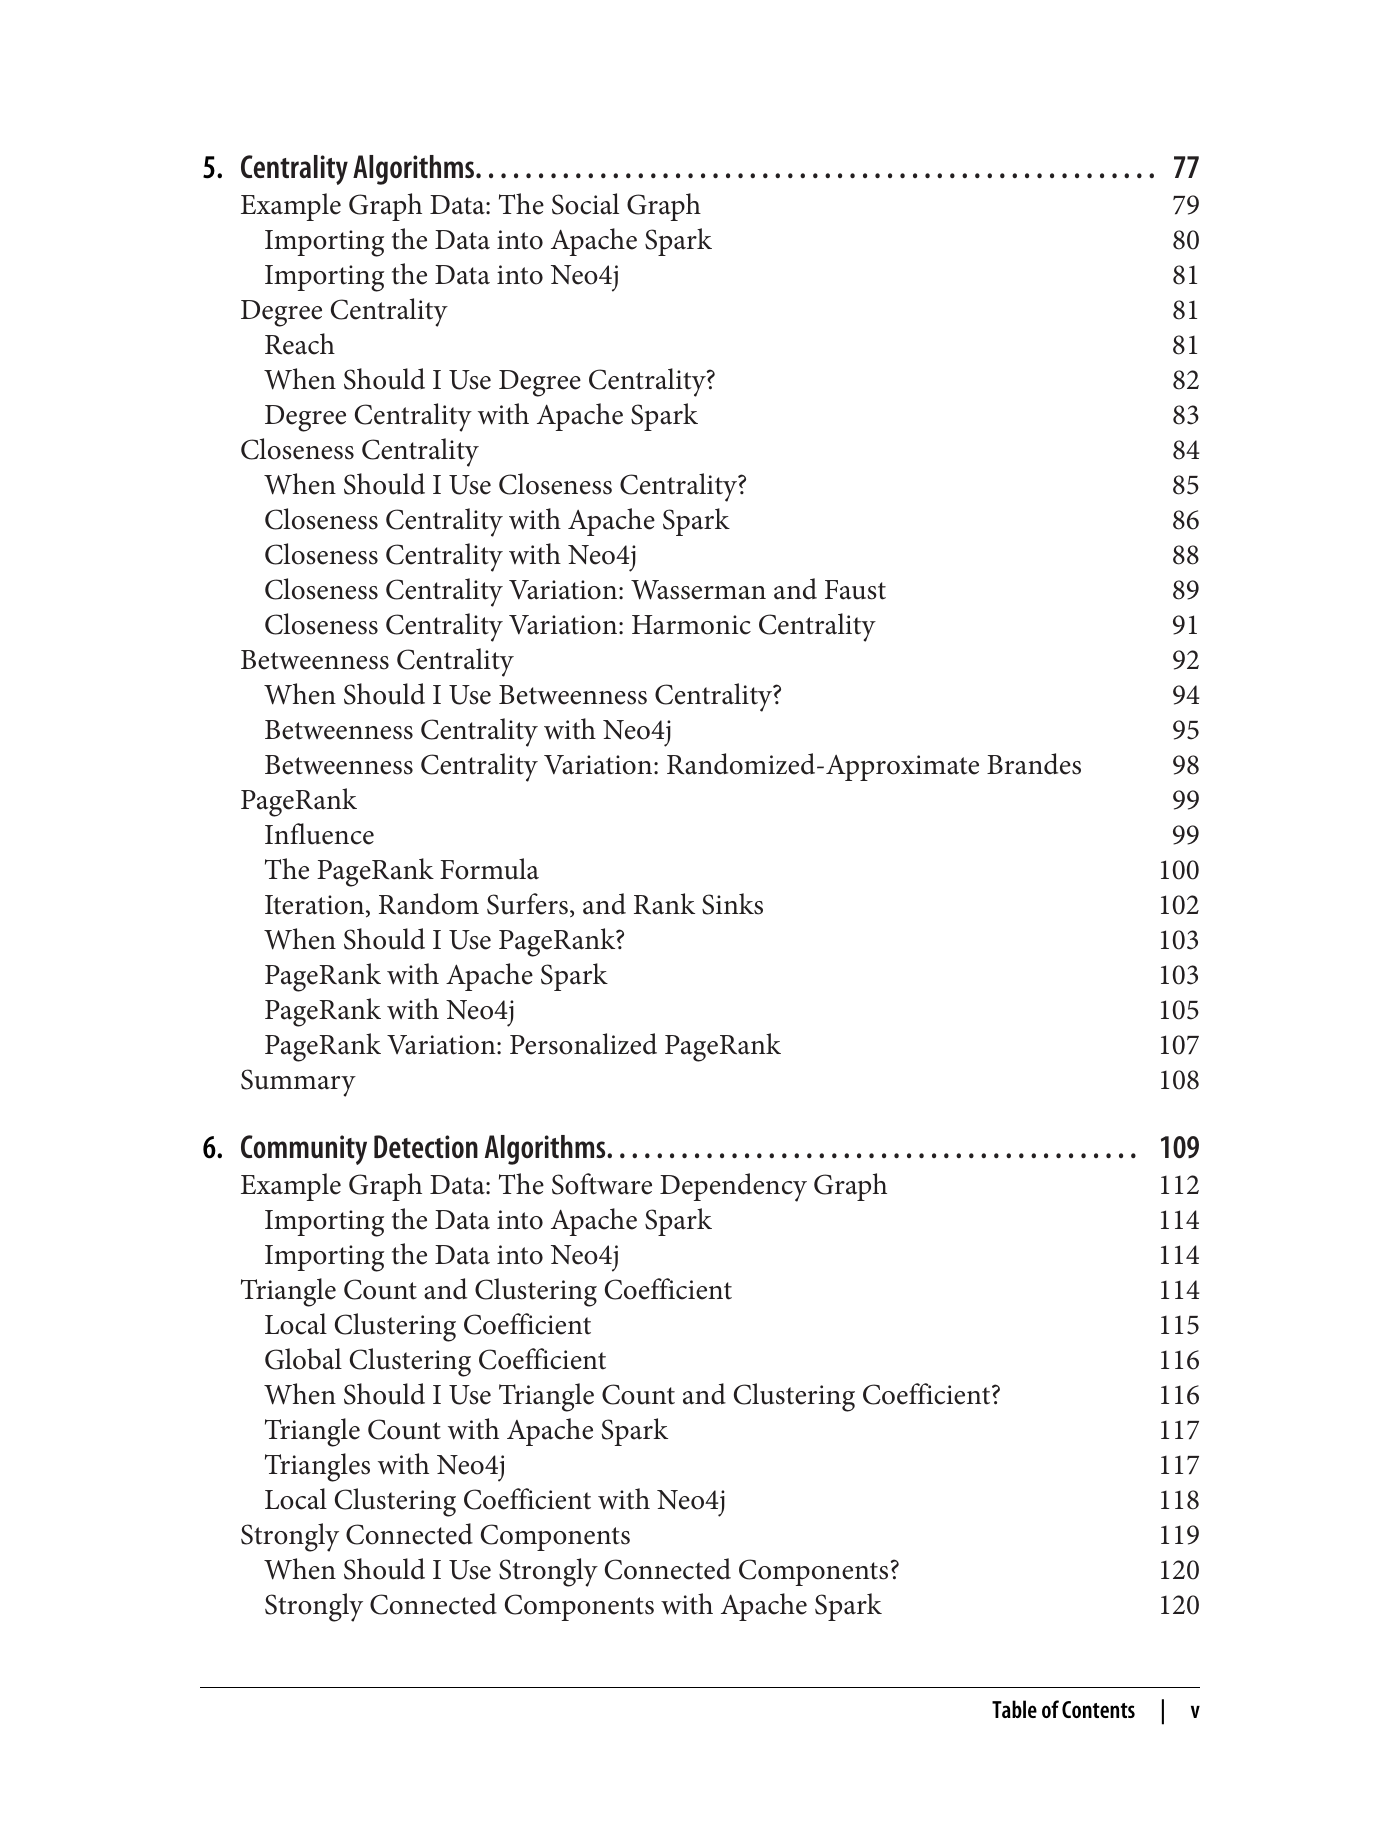 5. Centrality Algorithms. . . . . . . . . . . . . . . . . . . . . . . . . . . . . . . . . . . . . . . . . . . . . . . . . . . . . . 77
Example Graph Data: The Social Graph 79
Importing the Data into Apache Spark 80
Importing the Data into Neo4j 81
Degree Centrality 81
Reach 81
When Should I Use Degree Centrality? 82
Degree Centrality with Apache Spark 83
Closeness Centrality 84
When Should I Use Closeness Centrality? 85
Closeness Centrality with Apache Spark 86
Closeness Centrality with Neo4j 88
Closeness Centrality Variation: Wasserman and Faust 89
Closeness Centrality Variation: Harmonic Centrality 91
Betweenness Centrality 92
When Should I Use Betweenness Centrality? 94
Betweenness Centrality with Neo4j 95
Betweenness Centrality Variation: Randomized-Approximate Brandes 98
PageRank 99
Influence 99
The PageRank Formula 100
Iteration, Random Surfers, and Rank Sinks 102
When Should I Use PageRank? 103
PageRank with Apache Spark 103
PageRank with Neo4j 105
PageRank Variation: Personalized PageRank 107
Summary 108
6. Community Detection Algorithms. . . . . . . . . . . . . . . . . . . . . . . . . . . . . . . . . . . . . . . . . . 109
Example Graph Data: The Software Dependency Graph 112
Importing the Data into Apache Spark 114
Importing the Data into Neo4j 114
Triangle Count and Clustering Coefficient 114
Local Clustering Coefficient 115
Global Clustering Coefficient 116
When Should I Use Triangle Count and Clustering Coefficient? 116
Triangle Count with Apache Spark 117
Triangles with Neo4j 117
Local Clustering Coefficient with Neo4j 118
Strongly Connected Components 119
When Should I Use Strongly Connected Components? 120
Strongly Connected Components with Apache Spark 120
Table of Contents | v